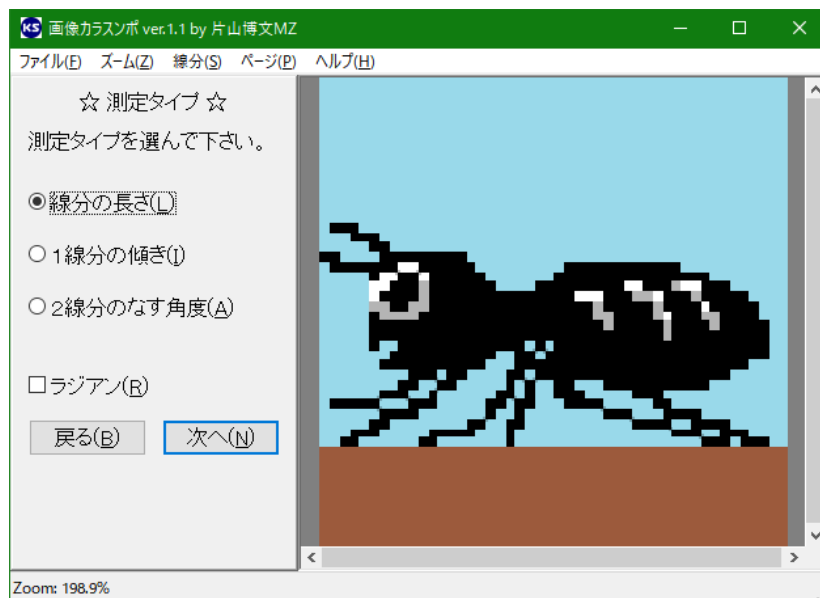 KS 画像カラスンポ ver.1.1 by 片山博文MZ
ファイル(F) ズーム(Z) 線分(S) ページ(P) ヘルプ(H)
☆ 測定タイプ ☆
測定タイプを選んで下さい。
線分の長さ(L)
1線分の傾き(I)
2線分のなす角度(A)
ラジアン(R)
戻る(B) 次へ(N)
Zoom: 198.9%